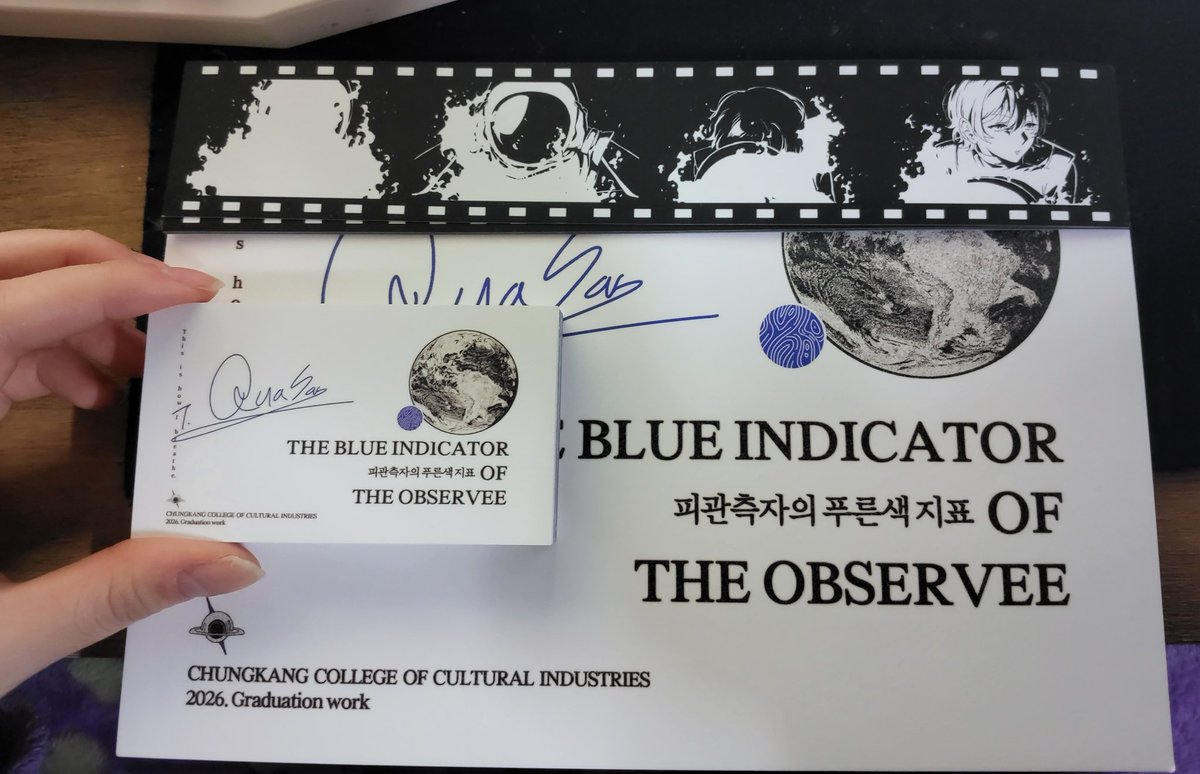 s
h
o
Quasar
This is how I breathe.
T. Quasar
THE BLUE INDICATOR
피관측자의 푸른색 지표 OF
THE OBSERVEE
CHUNGKANG COLLEGE OF CULTURAL INDUSTRIES
2026. Graduation work
BLUE INDICATOR
피관측자의 푸른색 지표 OF
THE OBSERVEE
CHUNGKANG COLLEGE OF CULTURAL INDUSTRIES
2026. Graduation work